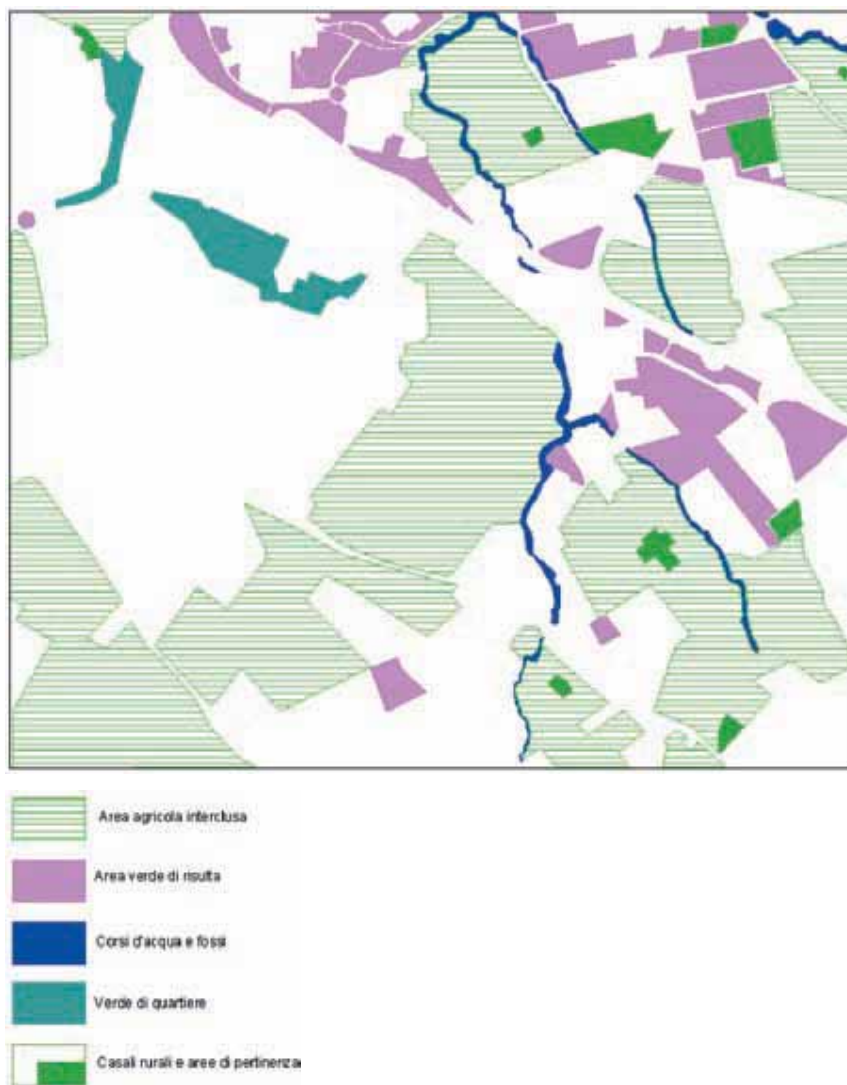 Area agricola interclusa
Area verde di risulta
Corsi d'acqua e fossi
Verde di quartiere
Casali rurali e aree di pertinenza